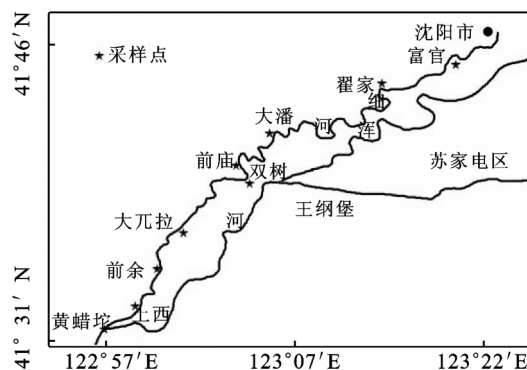 沈阳市
富官
采样点
翟家
细
大潘
河
浑
前庙
双树
苏家电区
王纲堡
大兀拉
河
前余
上西
黄蜡坨
41°46′N
41°31′N
122°57′E
123°07′E
123°22′E